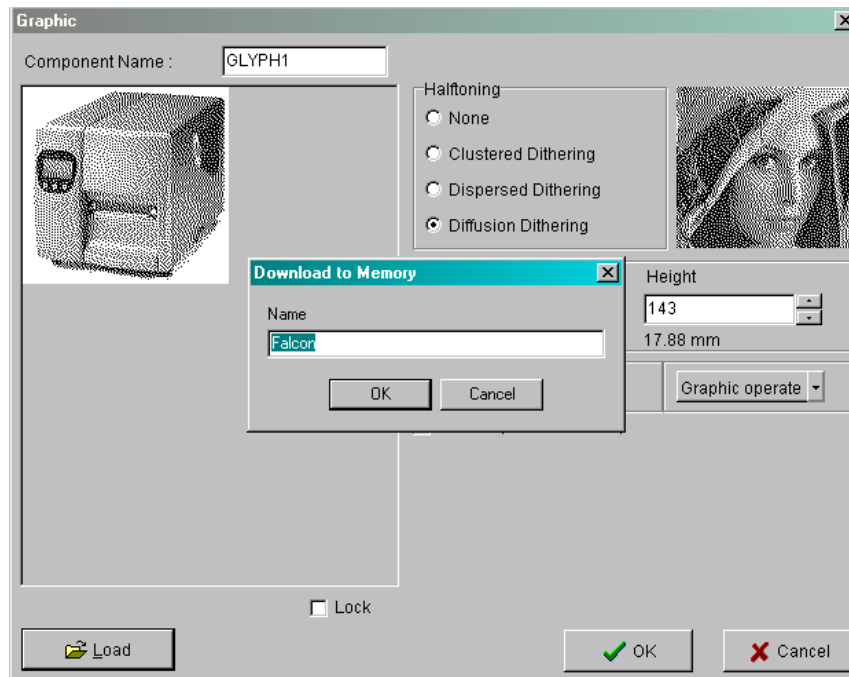 Graphic
Component Name :
GLYPH1
Halftoning
None
Clustered Dithering
Dispersed Dithering
Diffusion Dithering
Download to Memory
Name
Falcon
OK
Cancel
Height
143
17.88 mm
Graphic operate
Lock
Load
OK
Cancel